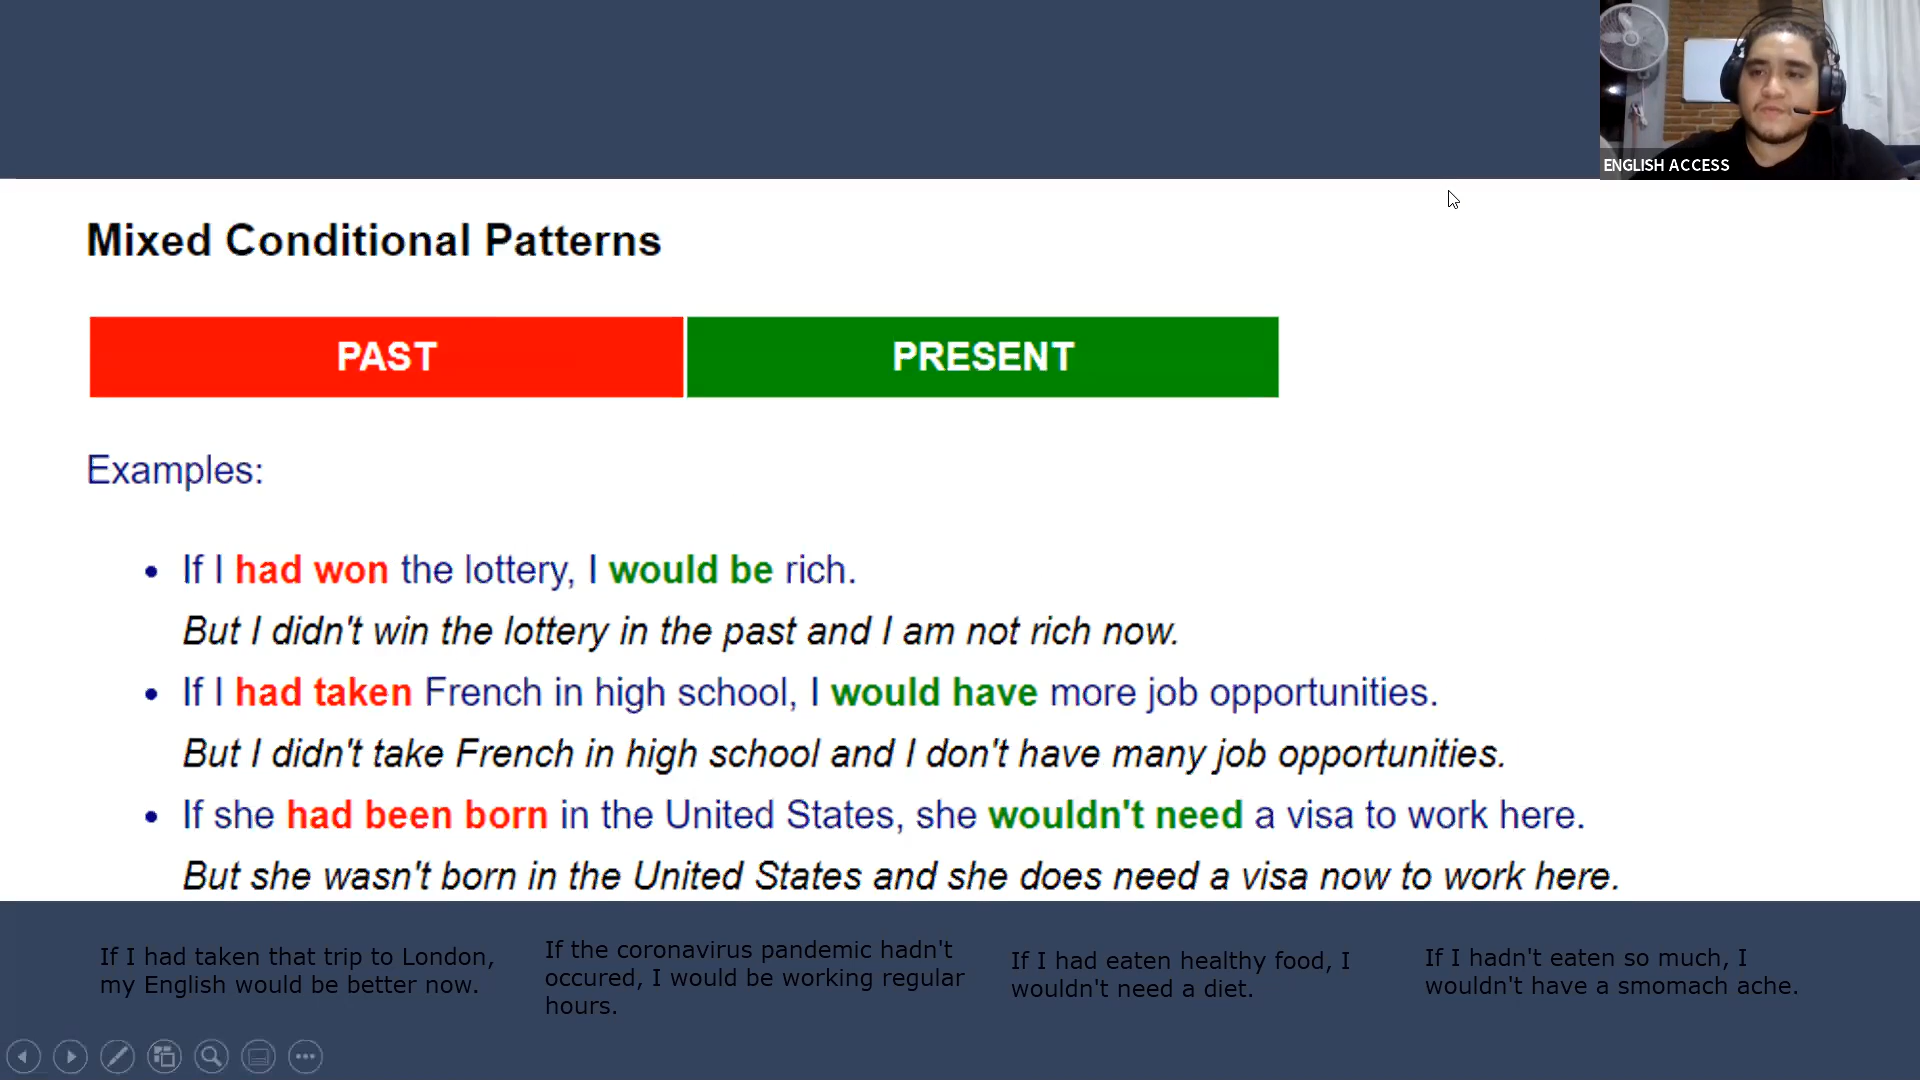 ENGLISH ACCESS
Mixed Conditional Patterns
PAST
PRESENT
Examples:
• If I had won the lottery, I would be rich.
But I didn't win the lottery in the past and I am not rich now.
• If I had taken French in high school, I would have more job opportunities.
But I didn't take French in high school and I don't have many job opportunities.
• If she had been born in the United States, she wouldn't need a visa to work here.
But she wasn't born in the United States and she does need a visa now to work here.
If I had taken that trip to London,
my English would be better now.
If the coronavirus pandemic hadn't
occured, I would be working regular
hours.
If I had eaten healthy food, I
wouldn't need a diet.
If I hadn't eaten so much, I
wouldn't have a smomach ache.